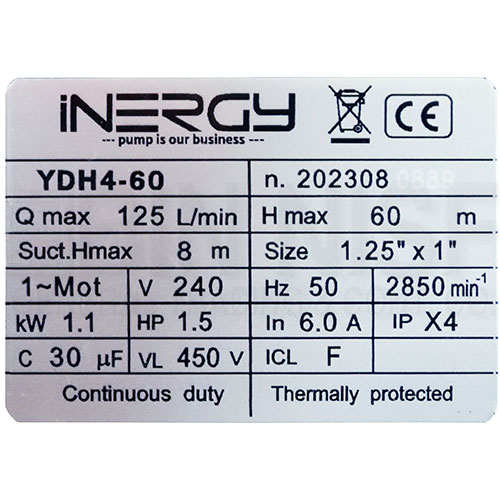 iNERGY
--- pump is our business ---
CE
YDH4-60 n. 202308 0889
Q max 125 L/min H max 60 m
Suct.Hmax 8 m Size 1.25" x 1"
1~Mot V 240 Hz 50 2850 min⁻¹
kW 1.1 HP 1.5 In 6.0 A IP X4
C 30 µF VL 450 V ICL F
Continuous duty Thermally protected